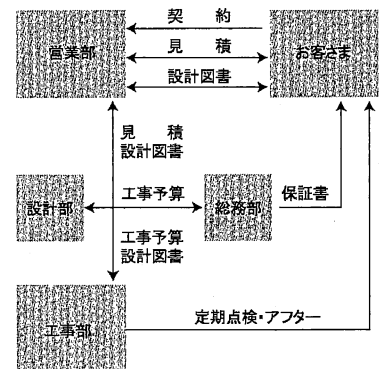 契　約
営業部
見　積
お客さま
設計図書
見　積
設計図書
設計部
工事予算
総務部
保証書
工事予算
設計図書
工事部
定期点検・アフター